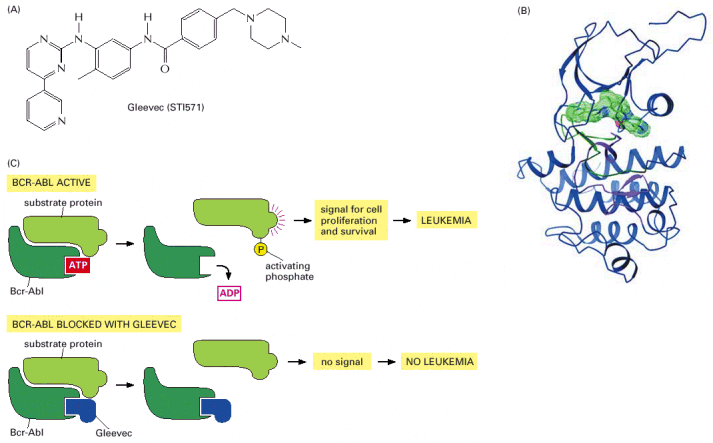 (A)
H
N
H
N
N
N
N
N
N
CH
O
Gleevec (STI571)
(B)
(C)
BCR-ABL ACTIVE
substrate protein
ATP
Bcr-Abl
P
activating
phosphate
ADP
signal for cell
proliferation
and survival
LEUKEMIA
BCR-ABL BLOCKED WITH GLEEVEC
substrate protein
Bcr-Abl
Gleevec
no signal
NO LEUKEMIA